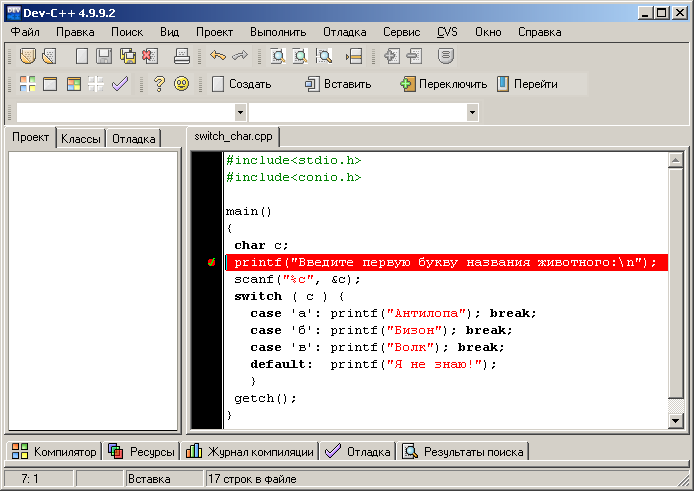 Dev-C++ 4.9.9.2
Файл Правка Поиск Вид Проект Выполнить Отладка Сервис CVS Окно Справка
Создать Вставить Переключить Перейти
Проект Классы Отладка
switch_char.cpp
#include<stdio.h>
#include<conio.h>
main()
{
char c;
printf("Введите первую букву названия животного:\n");
scanf("%c", &c);
switch ( c ) {
case 'а': printf("Антилопа"); break;
case 'б': printf("Бизон"); break;
case 'в': printf("Волк"); break;
default: printf("Я не знаю!");
}
getch();
}
Компилятор Ресурсы Журнал компиляции Отладка Результаты поиска
7: 1 Вставка 17 строк в файле